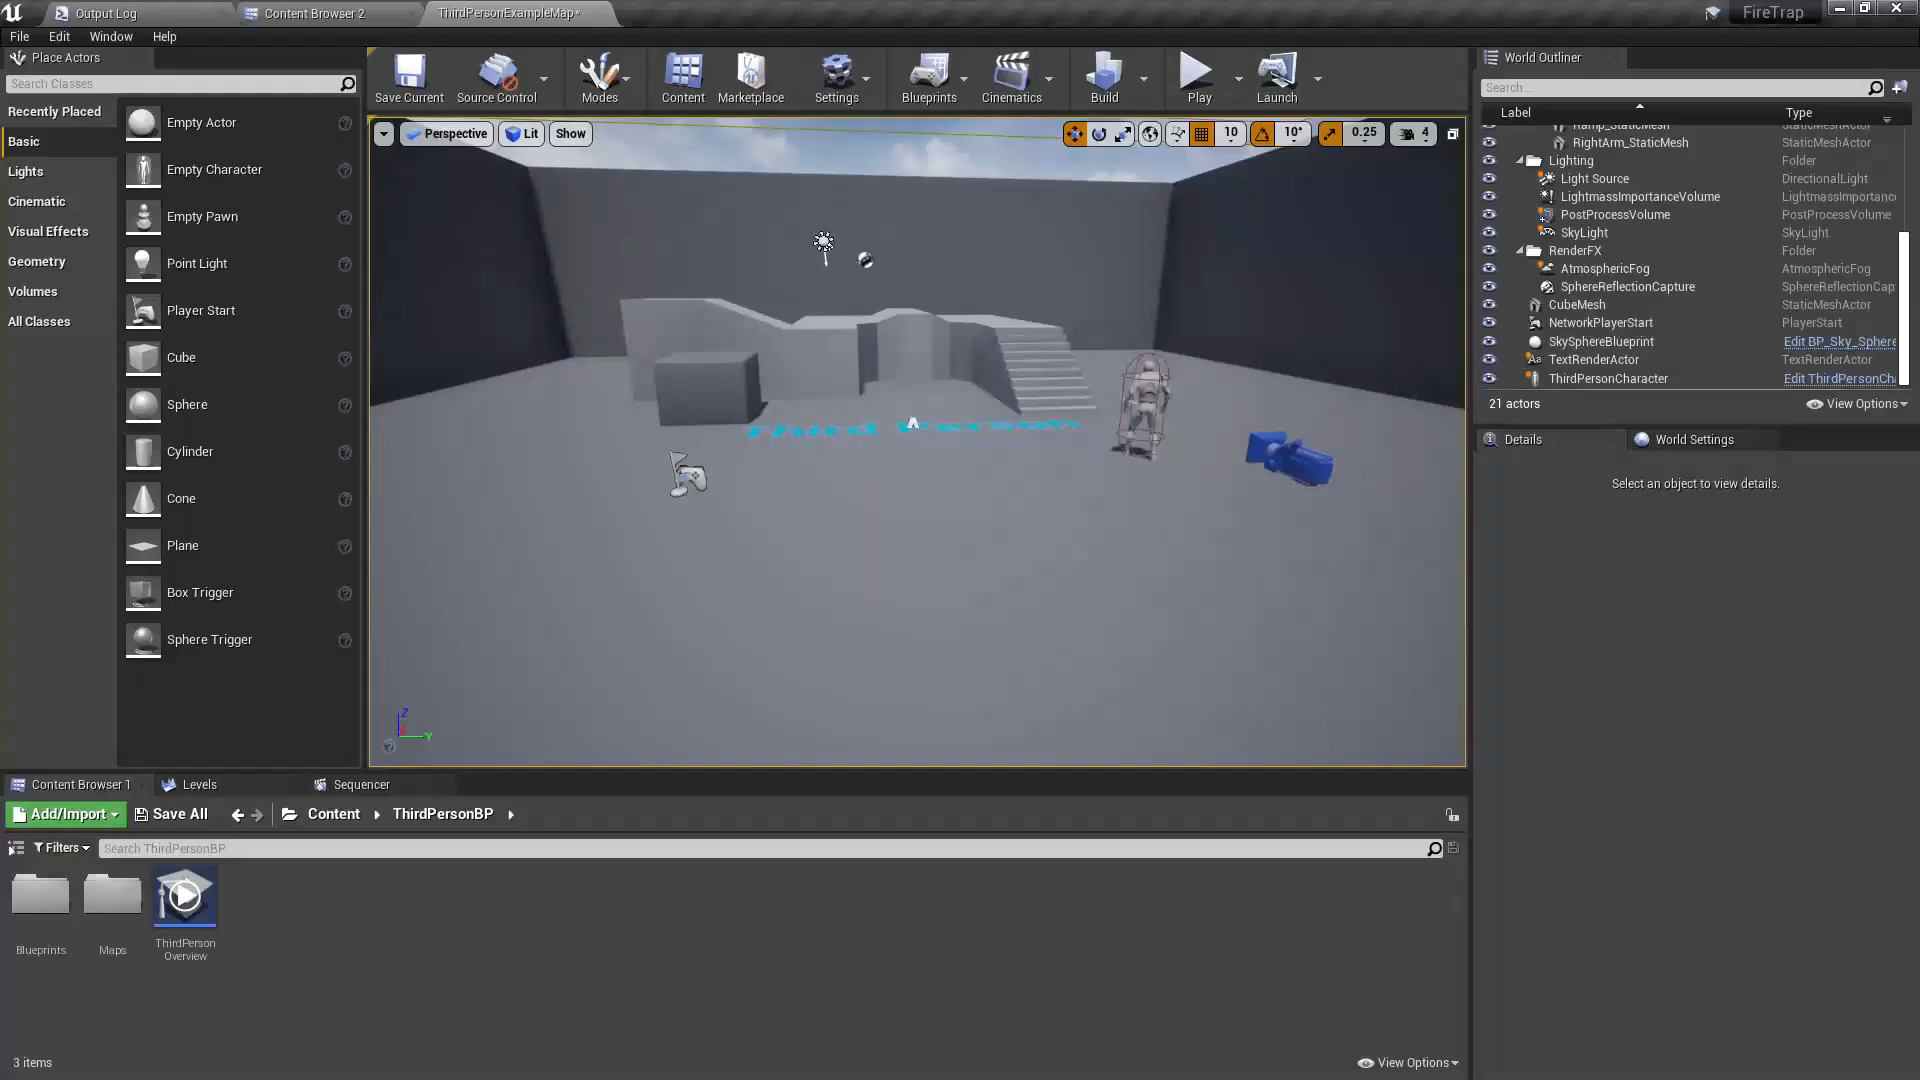 Output Log
Content Browser 2
ThirdPersonExampleMap*
FireTrap
File
Edit
Window
Help
Place Actors
Search Classes
Recently Placed
Basic
Lights
Cinematic
Visual Effects
Geometry
Volumes
All Classes
Empty Actor
Empty Character
Empty Pawn
Point Light
Player Start
Cube
Sphere
Cylinder
Cone
Plane
Box Trigger
Sphere Trigger
Save Current
Source Control
Modes
Content
Marketplace
Settings
Blueprints
Cinematics
Build
Play
Launch
Perspective
Lit
Show
10
10°
0.25
4
Third Person
Z
Y
World Outliner
Search...
Label
Type
Ramp_StaticMesh StaticMeshActor
RightArm_StaticMesh StaticMeshActor
Lighting Folder
Light Source DirectionalLight
LightmassImportanceVolume LightmassImportance
PostProcessVolume PostProcessVolume
SkyLight SkyLight
RenderFX Folder
AtmosphericFog AtmosphericFog
SphereReflectionCapture SphereReflectionCap
CubeMesh StaticMeshActor
NetworkPlayerStart PlayerStart
SkySphereBlueprint Edit BP_Sky_Sphere
TextRenderActor TextRenderActor
ThirdPersonCharacter Edit ThirdPersonCh
21 actors
View Options
Details
World Settings
Select an object to view details.
Content Browser 1
Levels
Sequencer
Add/Import
Save All
Content
ThirdPersonBP
Filters
Search ThirdPersonBP
Blueprints
Maps
ThirdPerson
Overview
3 items
View Options